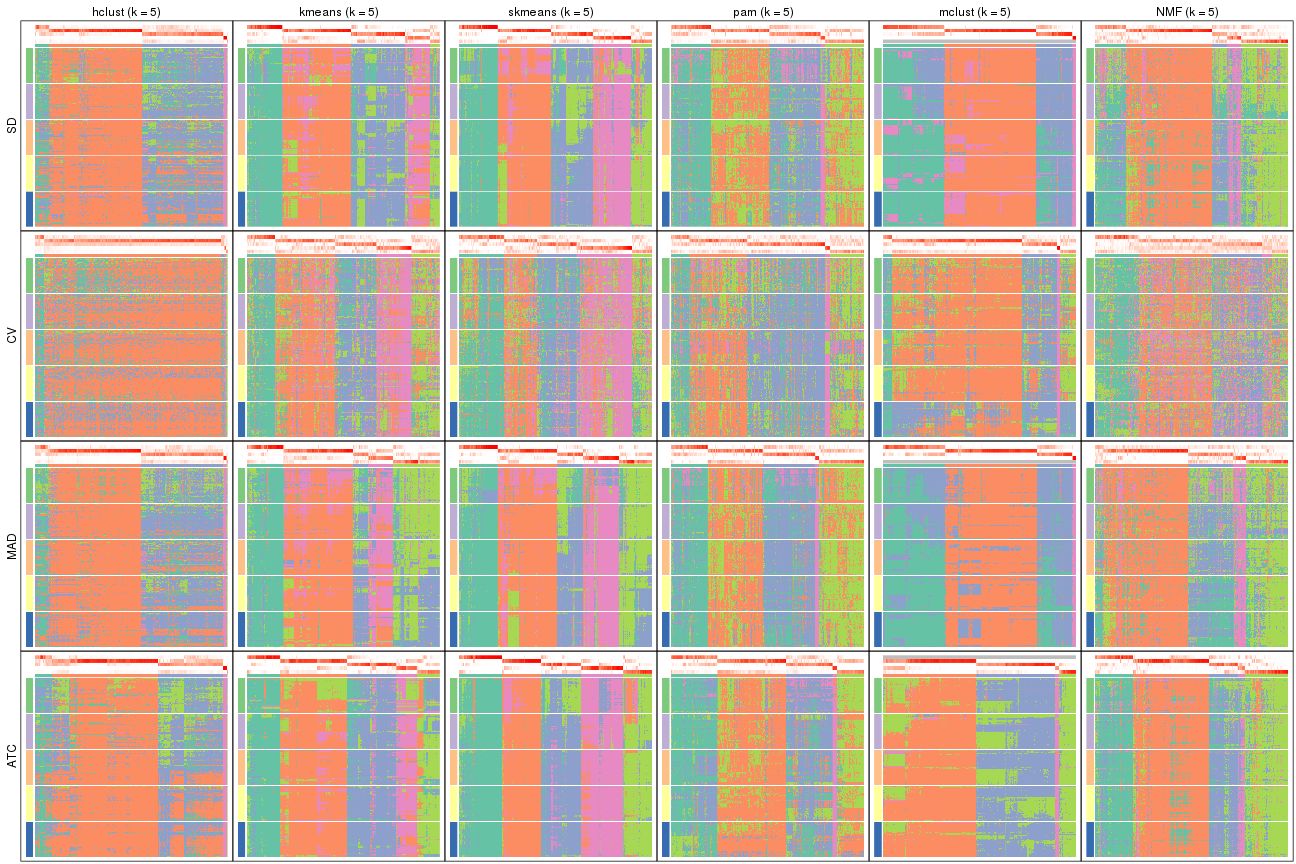 hclust (k = 5) kmeans (k = 5) skmeans (k = 5) pam (k = 5) mclust (k = 5) NMF (k = 5)
SD
CV
MAD
ATC